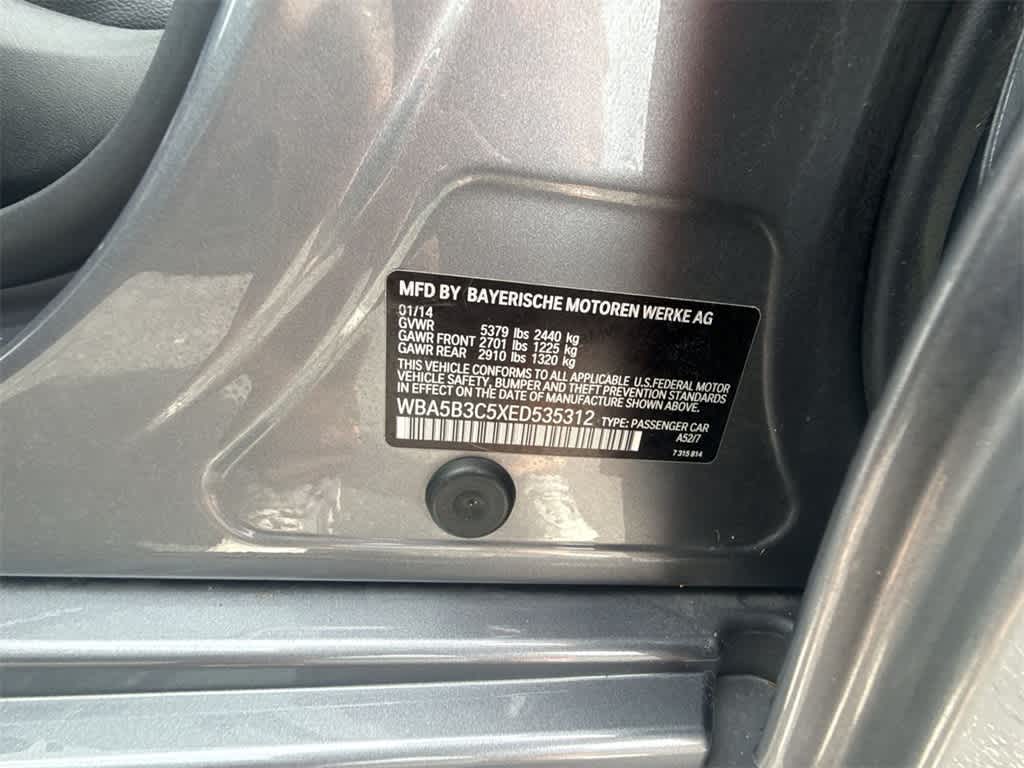 MFD BY BAYERISCHE MOTOREN WERKE AG
01/14
GVWR 5379 lbs 2440 kg
GAWR FRONT 2701 lbs 1225 kg
GAWR REAR 2910 lbs 1320 kg
THIS VEHICLE CONFORMS TO ALL APPLICABLE U.S.FEDERAL MOTOR
VEHICLE SAFETY, BUMPER AND THEFT PREVENTION STANDARDS
IN EFFECT ON THE DATE OF MANUFACTURE SHOWN ABOVE.
WBA5B3C5XED535312 TYPE: PASSENGER CAR
A52/7
7 315 814